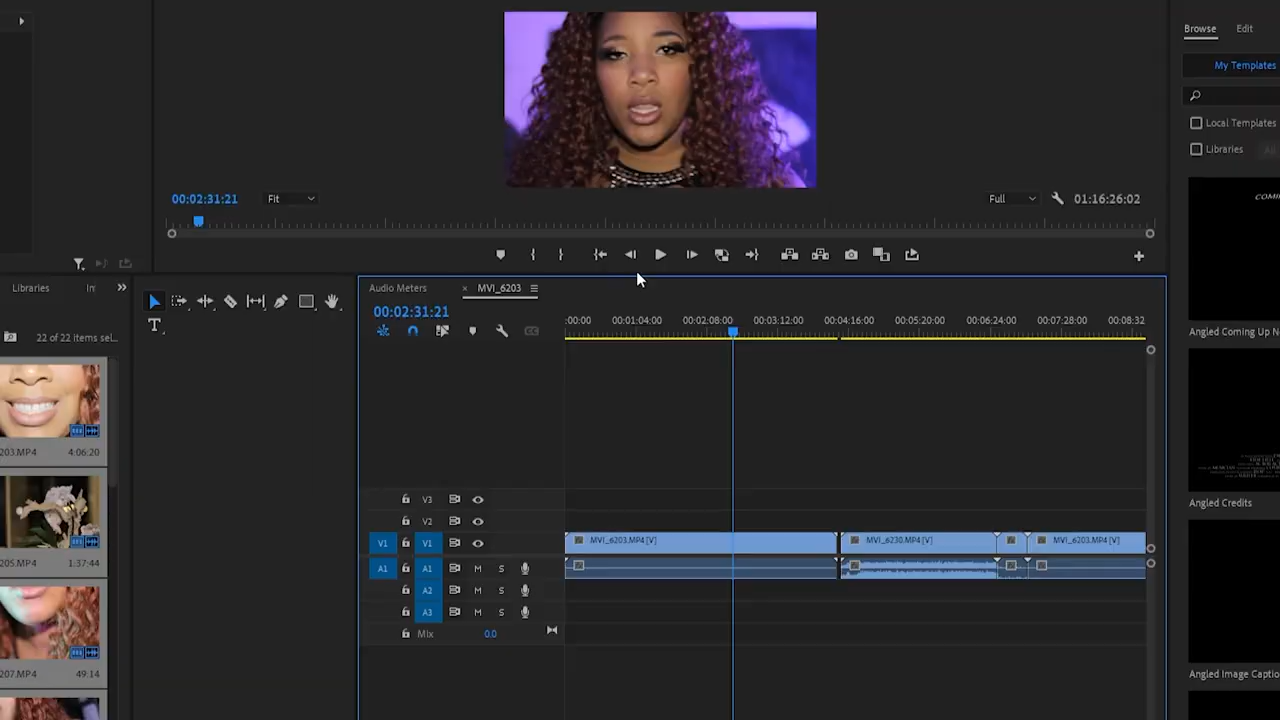 Browse Edit
My Templates
Local Templates
Libraries
00:02:31:21 Fit Full 01:16:26:02
COMI
Libraries
Audio Meters × MVI_6203
00:02:31:21
:00:00 00:01:04:00 00:02:08:00 00:03:12:00 00:04:16:00 00:05:20:00 00:06:24:00 00:07:28:00 00:08:32
22 of 22 items sel...
T
Angled Coming Up N
203.MP4 4:06:20
V3
V2
Angled Credits
V1 V1 MVI_6203.MP4 [V] MVI_6230.MP4 [V] MVI_6203.MP4 [V]
205.MP4 1:37:44
A1 A1 M S
A2 M S
A3 M S
Mix 0.0
207.MP4 49:14
Angled Image Captio